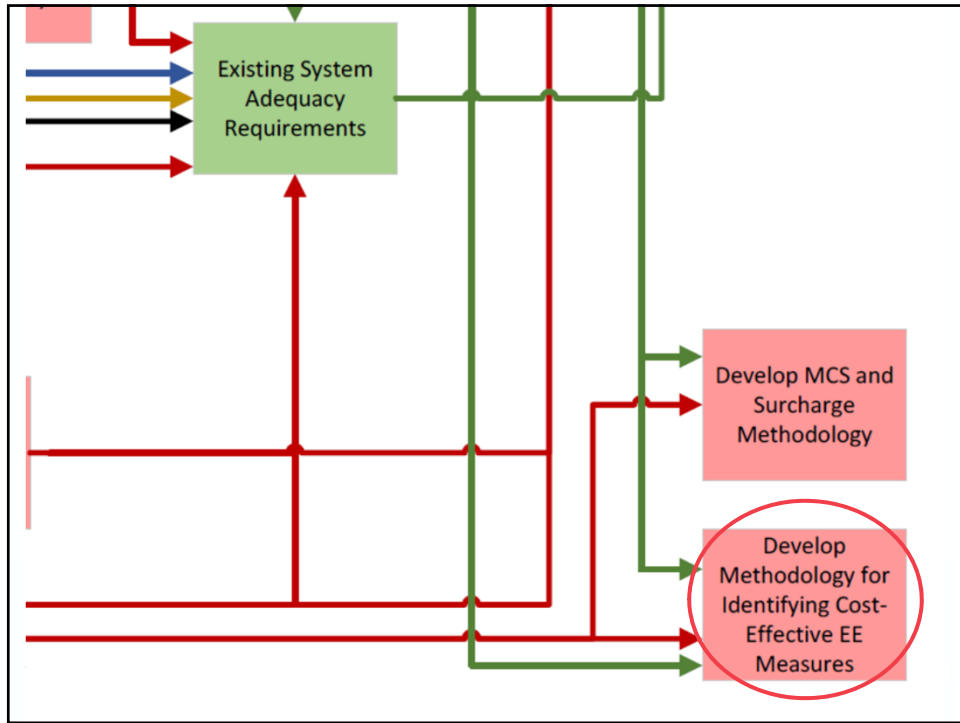 Existing System
Adequacy
Requirements
Develop MCS and
Surcharge
Methodology
Develop
Methodology for
Identifying Cost-
Effective EE
Measures